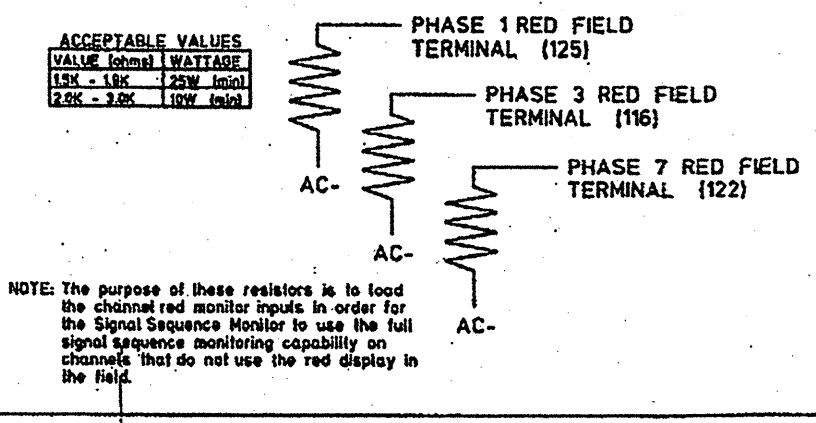 ACCEPTABLE VALUES
VALUE (ohms) WATTAGE
1.5K - 1.9K 25W (min)
2.0K - 3.0K 10W (min)
PHASE 1 RED FIELD
TERMINAL (125)
AC-
PHASE 3 RED FIELD
TERMINAL (116)
AC-
PHASE 7 RED FIELD
TERMINAL (122)
AC-
NOTE: The purpose of these resistors is to load
the channel red monitor inputs in order for
the Signal Sequence Monitor to use the full
signal sequence monitoring capability on
channels that do not use the red display in
the field.